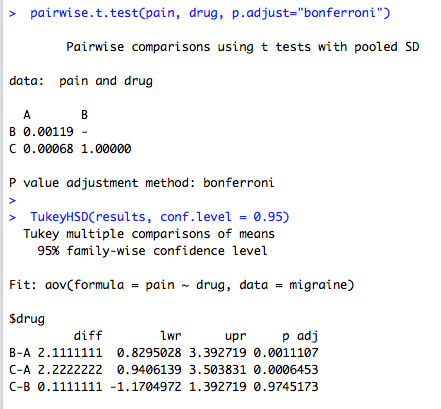 > pairwise.t.test(pain, drug, p.adjust="bonferroni")
Pairwise comparisons using t tests with pooled SD
data: pain and drug
A B
B 0.00119 -
C 0.00068 1.00000
P value adjustment method: bonferroni
>
> TukeyHSD(results, conf.level = 0.95)
Tukey multiple comparisons of means
95% family-wise confidence level
Fit: aov(formula = pain ~ drug, data = migraine)
$drug
diff lwr upr p adj
B-A 2.1111111 0.8295028 3.392719 0.0011107
C-A 2.2222222 0.9406139 3.503831 0.0006453
C-B 0.1111111 -1.1704972 1.392719 0.9745173